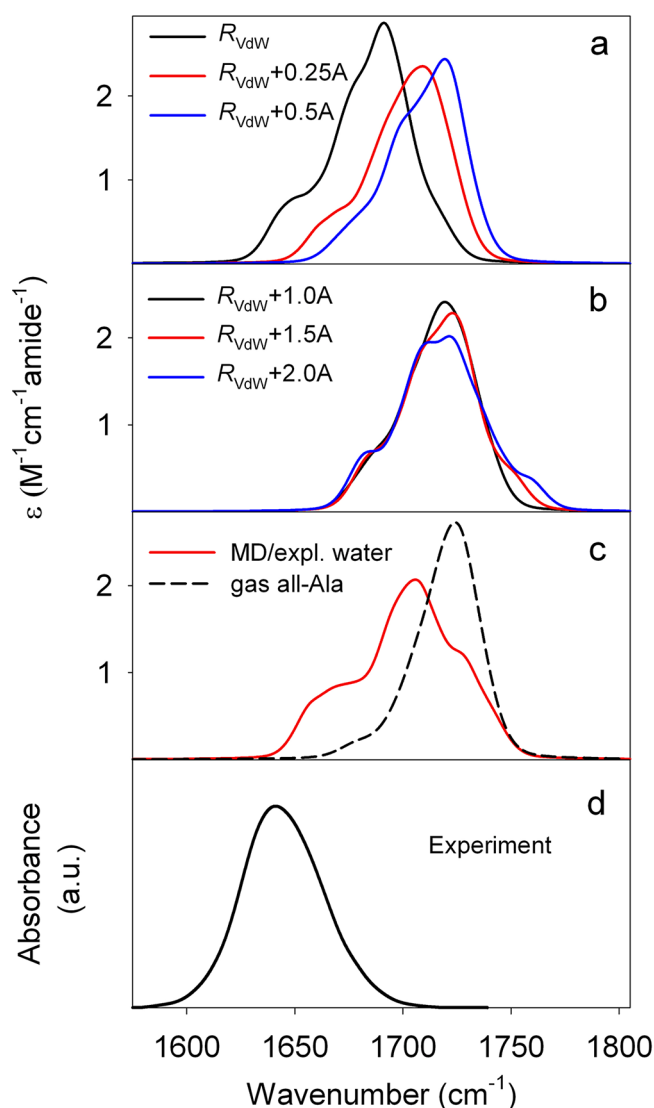 a
R_VdW
R_VdW+0.25A
R_VdW+0.5A
2
1
b
R_VdW+1.0A
R_VdW+1.5A
R_VdW+2.0A
2
1
ε (M⁻¹cm⁻¹amide⁻¹)
c
MD/expl. water
gas all-Ala
2
1
d
Experiment
Absorbance
(a.u.)
1600 1650 1700 1750 1800
Wavenumber (cm⁻¹)